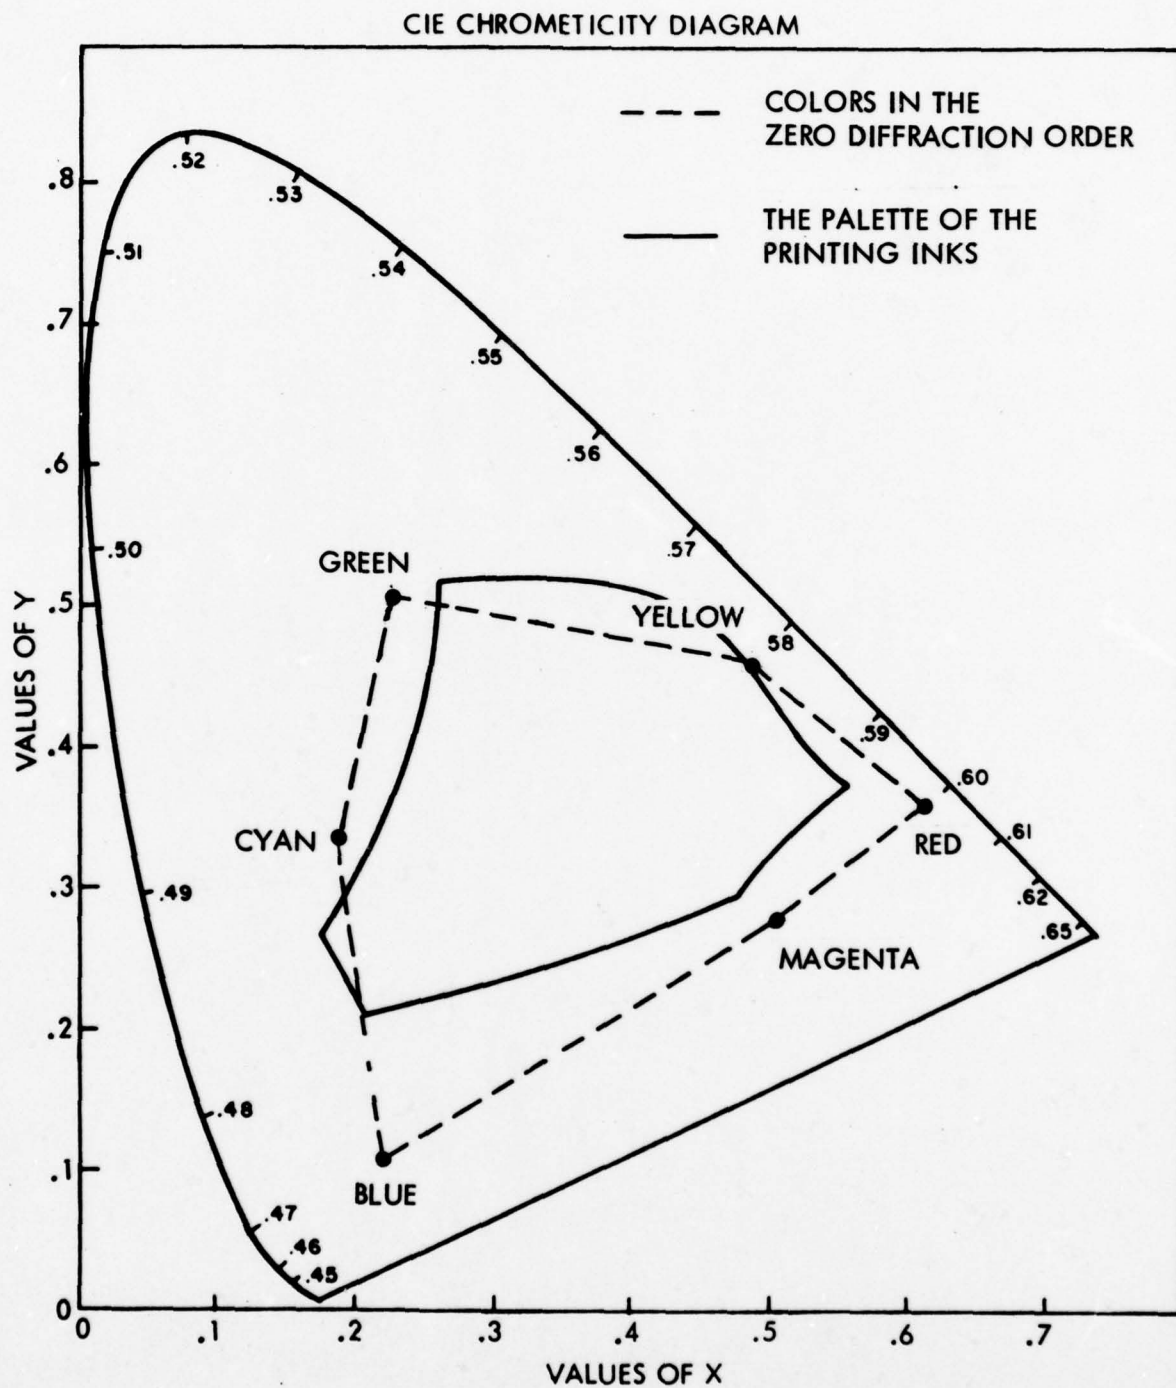 CIE CHROMETICITY DIAGRAM
COLORS IN THE
ZERO DIFFRACTION ORDER
THE PALETTE OF THE
PRINTING INKS
.8
.7
.6
.5
.4
.3
.2
.1
0
VALUES OF Y
.52
.53
.51
.54
.55
.56
.50
.57
GREEN
YELLOW
.58
.59
.60
CYAN
RED
.61
.49
.62
.65
MAGENTA
.48
BLUE
.47
.46
.45
0
.1
.2
.3
.4
.5
.6
.7
VALUES OF X